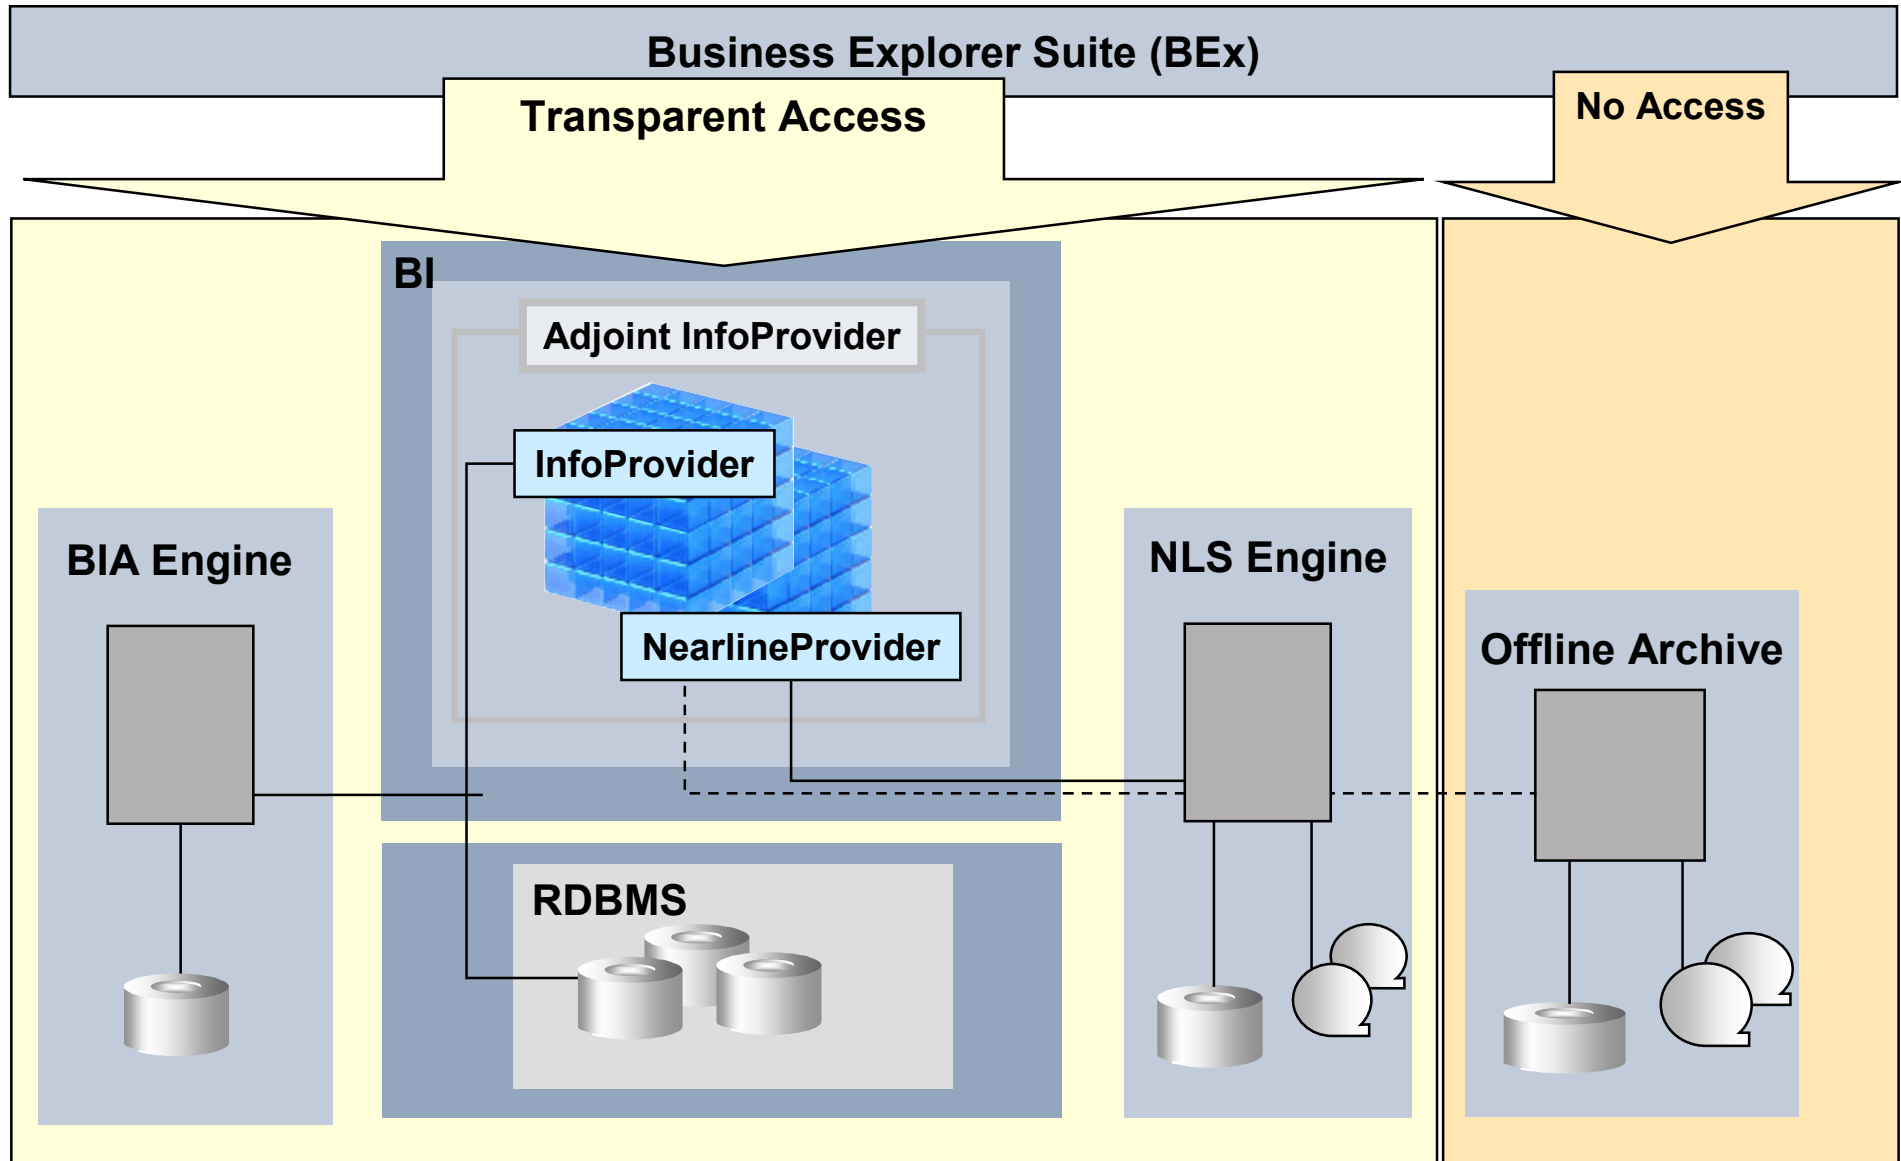 Business Explorer Suite (BEx)
Transparent Access
No Access
BI
Adjoint InfoProvider
InfoProvider
BIA Engine
NLS Engine
NearlineProvider
Offline Archive
RDBMS